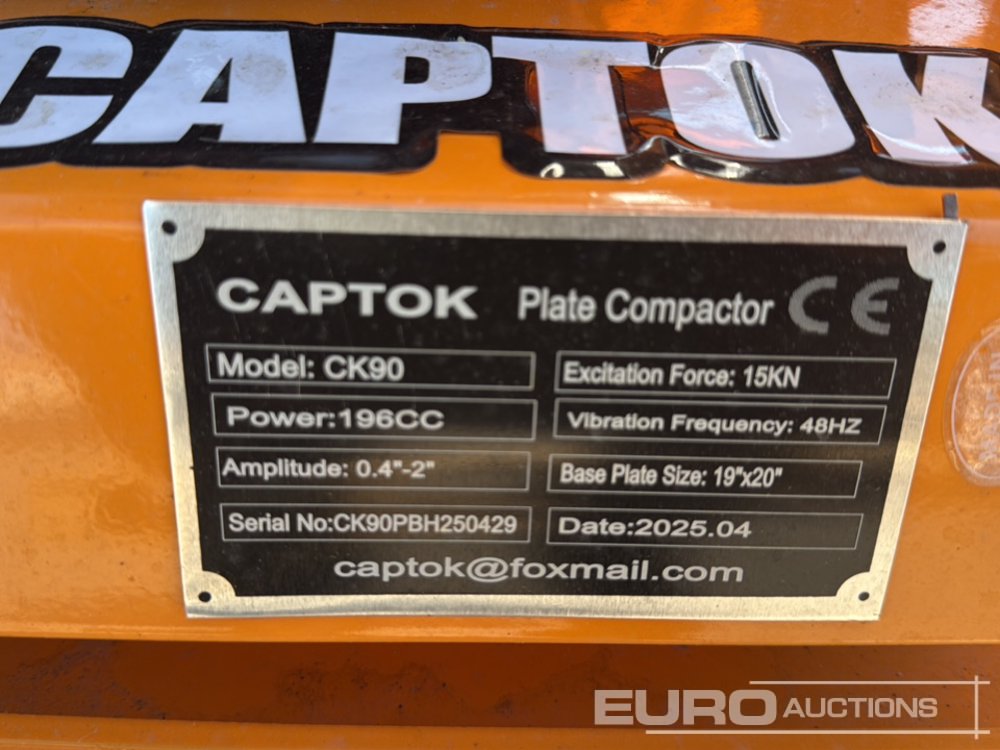 CAPTOK
CAPTOK Plate Compactor CE
Model: CK90
Excitation Force: 15KN
Power:196CC
Vibration Frequency: 48HZ
Amplitude: 0.4"-2"
Base Plate Size: 19"x20"
Serial No:CK90PBH250429
Date:2025.04
captok@foxmail.com
EURO AUCTIONS